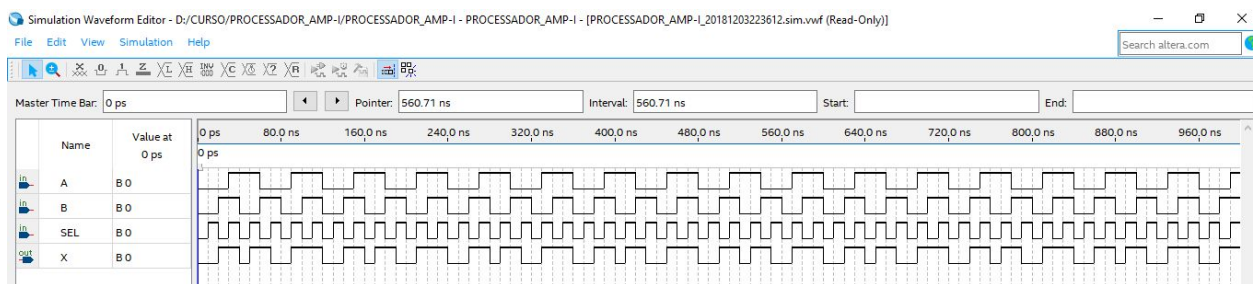 Simulation Waveform Editor - D:/CURSO/PROCESSADOR_AMP-I/PROCESSADOR_AMP-I - PROCESSADOR_AMP-I - [PROCESSADOR_AMP-I_20181203223612.sim.vwf (Read-Only)]
File Edit View Simulation Help
Search altera.com
Master Time Bar: 0 ps Pointer: 560.71 ns Interval: 560.71 ns Start: End:
Name Value at 0 ps
0 ps 80.0 ns 160.0 ns 240.0 ns 320.0 ns 400.0 ns 480.0 ns 560.0 ns 640.0 ns 720.0 ns 800.0 ns 880.0 ns 960.0 ns
0 ps
in A B 0
in B B 0
in SEL B 0
out X B 0